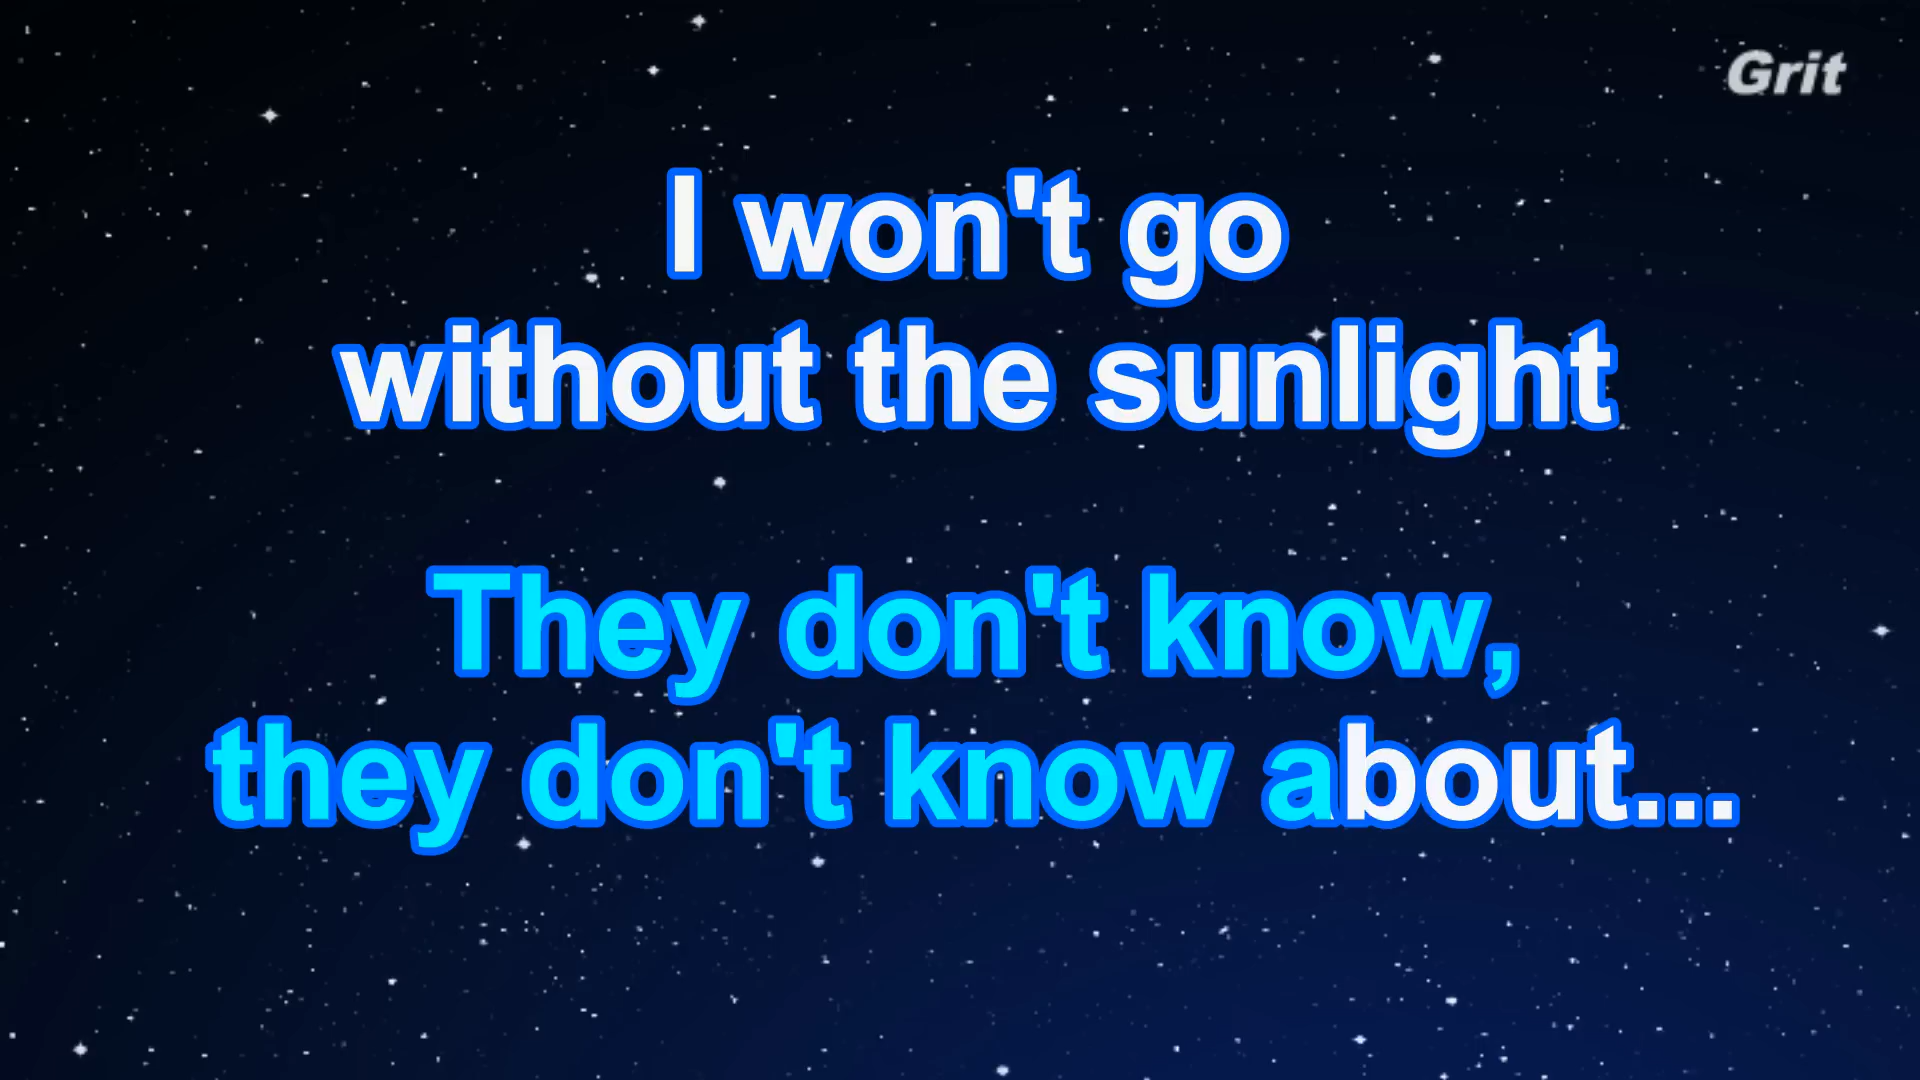 Grit
I won't go
without the sunlight
They don't know,
they don't know about...